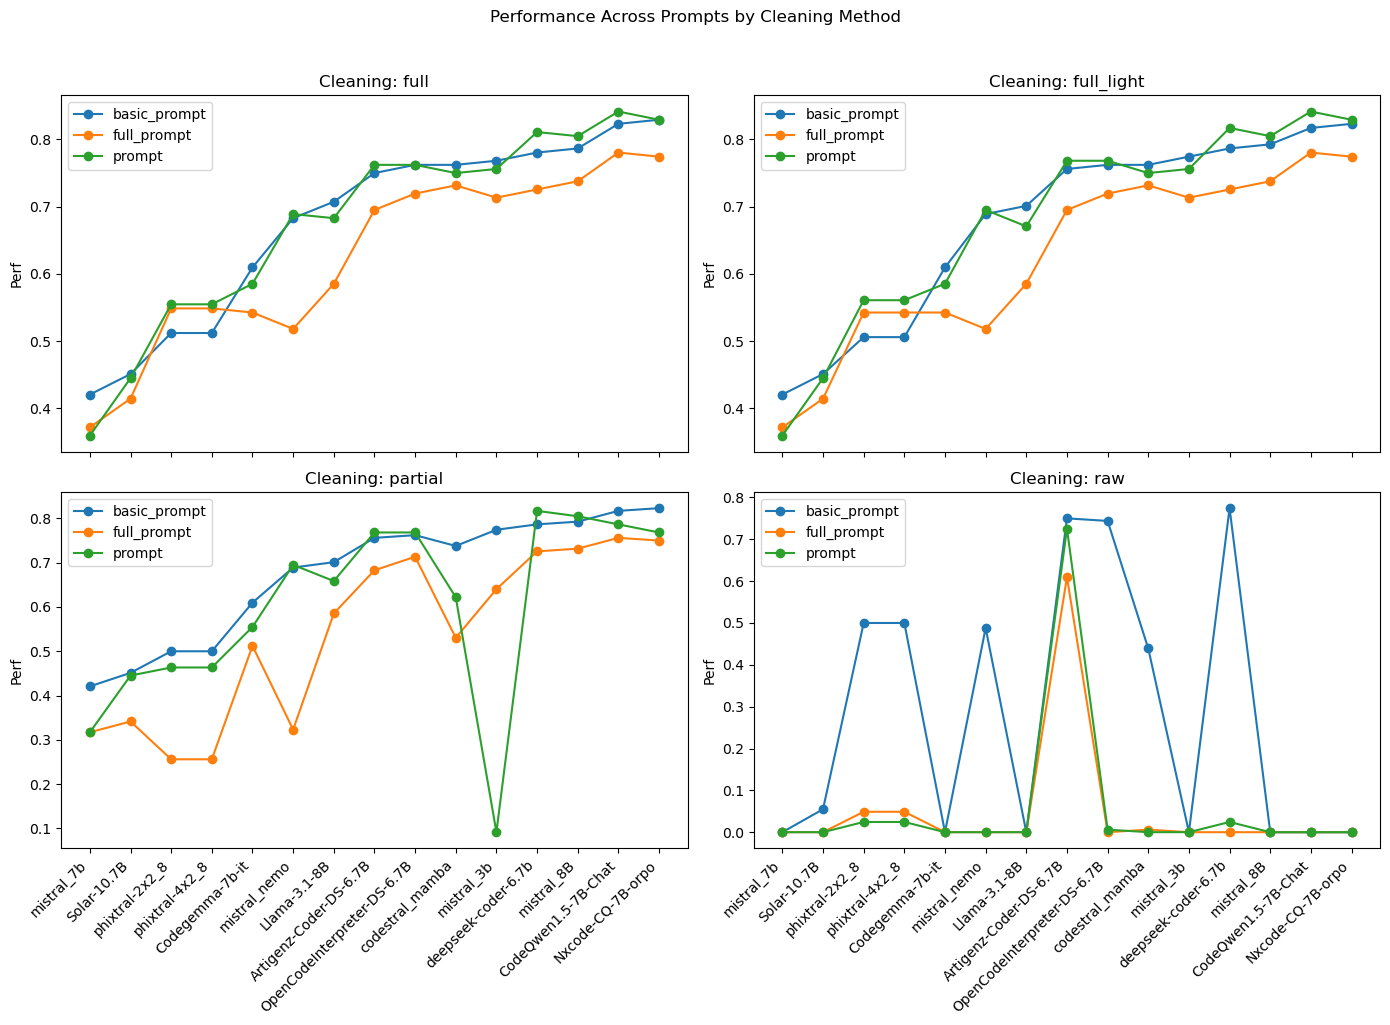 Performance Across Prompts by Cleaning Method
Cleaning: full
basic_prompt
full_prompt
prompt
Perf
0.8
0.7
0.6
0.5
0.4
Cleaning: full_light
basic_prompt
full_prompt
prompt
Perf
0.8
0.7
0.6
0.5
0.4
Cleaning: partial
basic_prompt
full_prompt
prompt
Perf
0.8
0.7
0.6
0.5
0.4
0.3
0.2
0.1
mistral_7b
Solar-10.7B
phixtral-2x2_8
phixtral-4x2_8
Codegemma-7b-it
mistral_nemo
Llama-3.1-8B
Artigenz-Coder-DS-6.7B
OpenCodeInterpreter-DS-6.7B
codestral_mamba
mistral_3b
deepseek-coder-6.7b
mistral_8B
CodeQwen1.5-7B-Chat
Nxcode-CQ-7B-orpo
Cleaning: raw
basic_prompt
full_prompt
prompt
Perf
0.8
0.7
0.6
0.5
0.4
0.3
0.2
0.1
0.0
mistral_7b
Solar-10.7B
phixtral-2x2_8
phixtral-4x2_8
Codegemma-7b-it
mistral_nemo
Llama-3.1-8B
Artigenz-Coder-DS-6.7B
OpenCodeInterpreter-DS-6.7B
codestral_mamba
mistral_3b
deepseek-coder-6.7b
mistral_8B
CodeQwen1.5-7B-Chat
Nxcode-CQ-7B-orpo